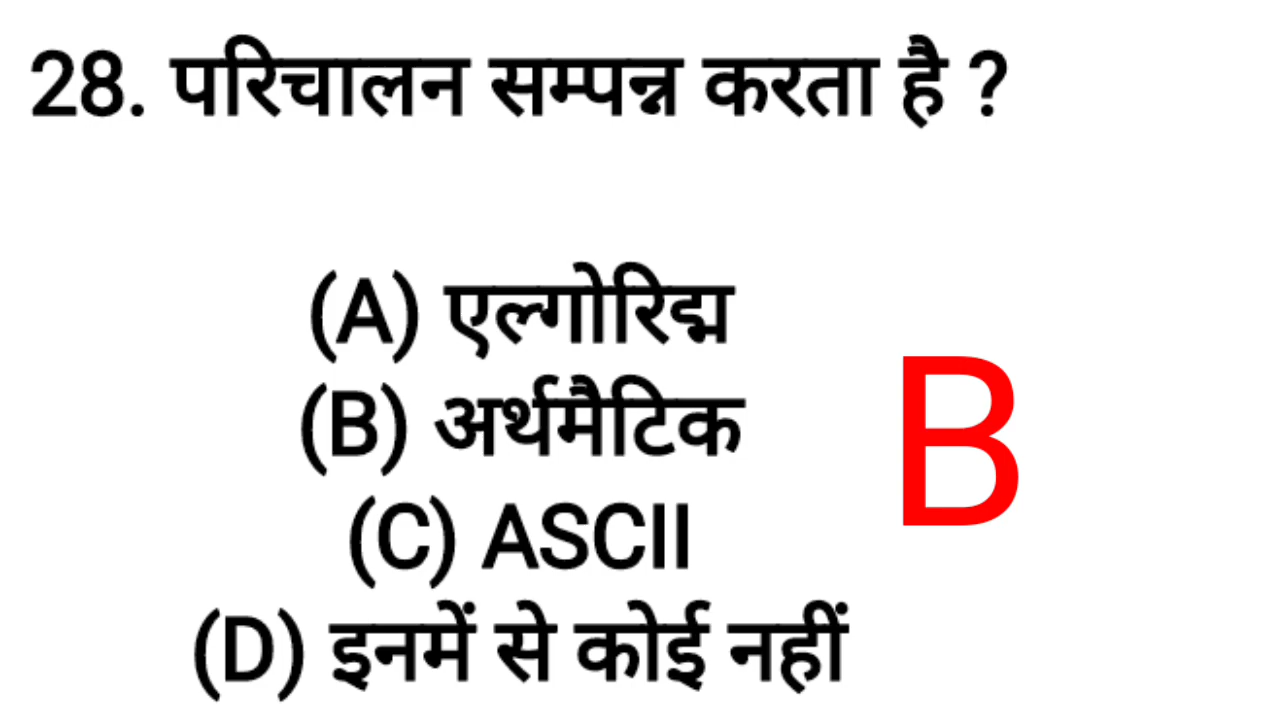 28. परिचालन सम्पन्न करता है ?
(A) एल्गोरिद्म
(B) अर्थमैटिक
B
(C) ASCII
(D) इनमें से कोई नहीं